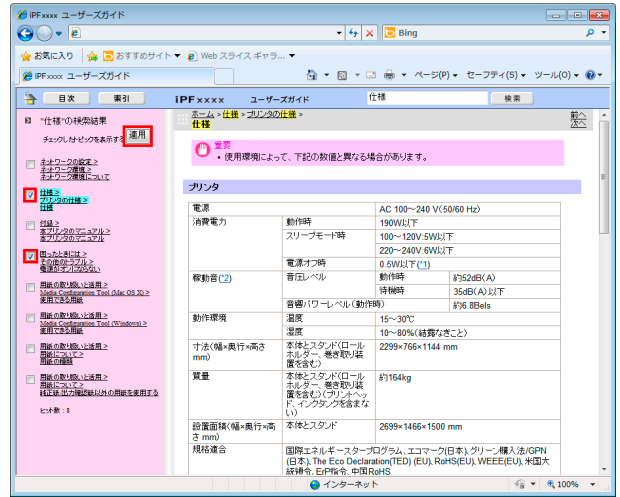 iPFxxxx ユーザーズガイド
Bing
お気に入り おすすめサイト Web スライス ギャラ...
iPFxxxx ユーザーズガイド
ページ(P) セーフティ(S) ツール(O)
目次 索引 iPFxxxx ユーザーズガイド 仕様 検索
"仕様"の検索結果
チェックしたトピックスを表示する 適用
ネットワークの設定 >
ネットワーク環境 >
ネットワーク環境について
仕様 >
プリンタの仕様 >
仕様
付録 >
本プリンタのマニュアル >
本プリンタのマニュアル
困ったときには >
その他のトラブル >
電源がオンにならない
用紙の取り扱いと活用 >
Media Configuration Tool (Mac OS X) >
使用できる用紙
用紙の取り扱いと活用 >
Media Configuration Tool (Windows) >
使用できる用紙
用紙の取り扱いと活用 >
用紙について >
用紙の種類
用紙の取り扱いと活用 >
用紙について >
純正紙・出力確認紙以外の用紙を使用する
ヒット数 : 8
ホーム > 仕様 > プリンタの仕様 >
仕様
前へ
次へ
重要
• 使用環境によって、下記の数値と異なる場合があります。
プリンタ
電源 AC 100～240 V(50/60 Hz)
消費電力 動作時 190W以下
スリープモード時 100～120V:5W以下
220～240V:6W以下
電源オフ時 0.5W以下(*1)
稼動音(*2) 音圧レベル 動作時 約52dB(A)
待機時 35dB(A)以下
音響パワーレベル(動作時) 約6.8Bels
動作環境 温度 15～30℃
湿度 10～80%(結露なきこと)
寸法(幅×奥行×高さ mm) 本体とスタンド(ロールホルダー、巻き取り装置を含む) 2299×766×1144 mm
質量 本体とスタンド(ロールホルダー、巻き取り装置を含む)(プリントヘッド、インクタンクを含まない) 約164kg
設置面積(幅×奥行×高さ mm) 本体とスタンド 2699×1466×1500 mm
規格適合 国際エネルギースタープログラム、エコマーク(日本)、グリーン購入法/GPN
(日本)、The Eco Declaration(TED) (EU)、RoHS(EU)、WEEE(EU)、米国大
統領令、ErP指令、中国RoHS
インターネット 100%